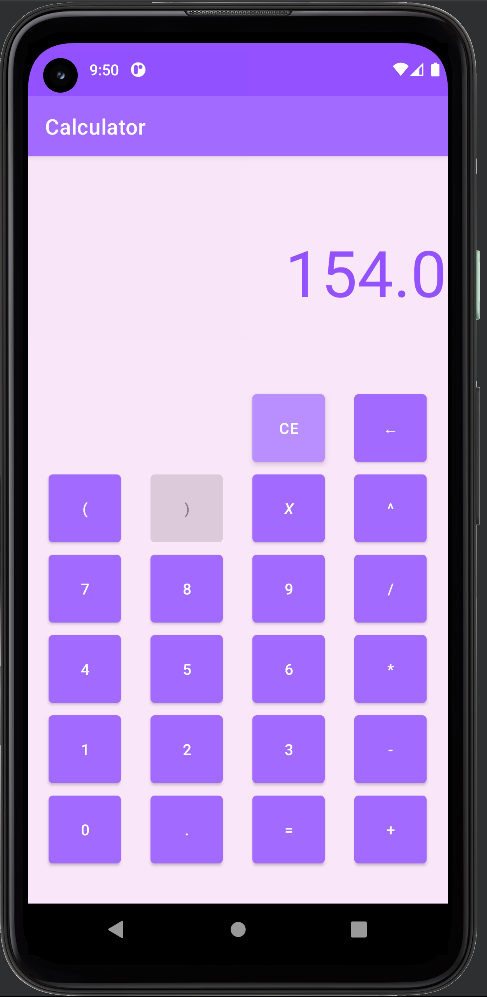 9:50
Calculator
154.0
CE ←
( ) X ^
7 8 9 /
4 5 6 *
1 2 3 -
0 . = +